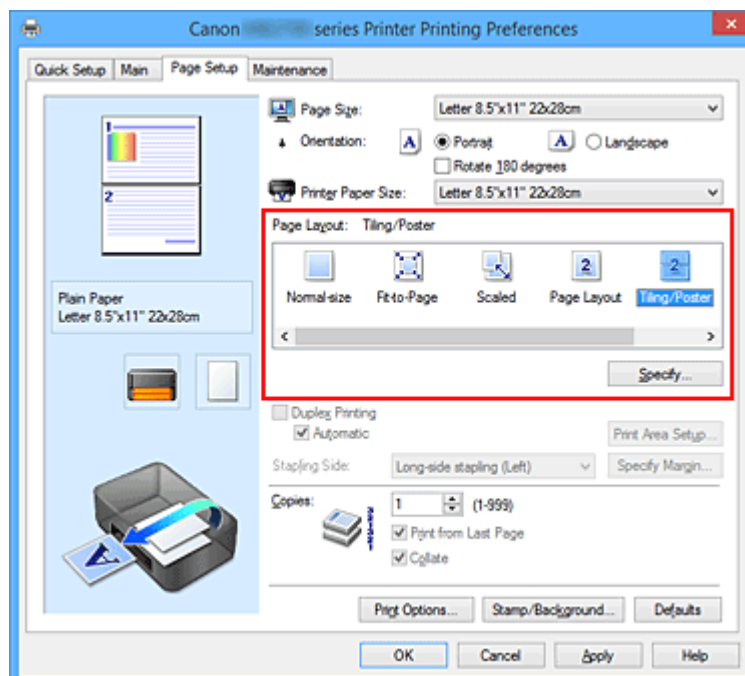 Canon series Printer Printing Preferences
Quick Setup Main Page Setup Maintenance
Page Size: Letter 8.5"x11" 22x28cm
Orientation: A Portrait A Landscape
Rotate 180 degrees
Printer Paper Size: Letter 8.5"x11" 22x28cm
1
2
Page Layout: Tiling/Poster
2 2
Normal-size Fit-to-Page Scaled Page Layout Tiling/Poster
Plain Paper
Letter 8.5"x11" 22x28cm
Specify...
Duplex Printing
Automatic
Print Area Setup...
Stapling Side: Long-side stapling (Left) Specify Margin...
Copies: 1 (1-999)
Print from Last Page
Collate
A
Print Options... Stamp/Background... Defaults
OK Cancel Apply Help